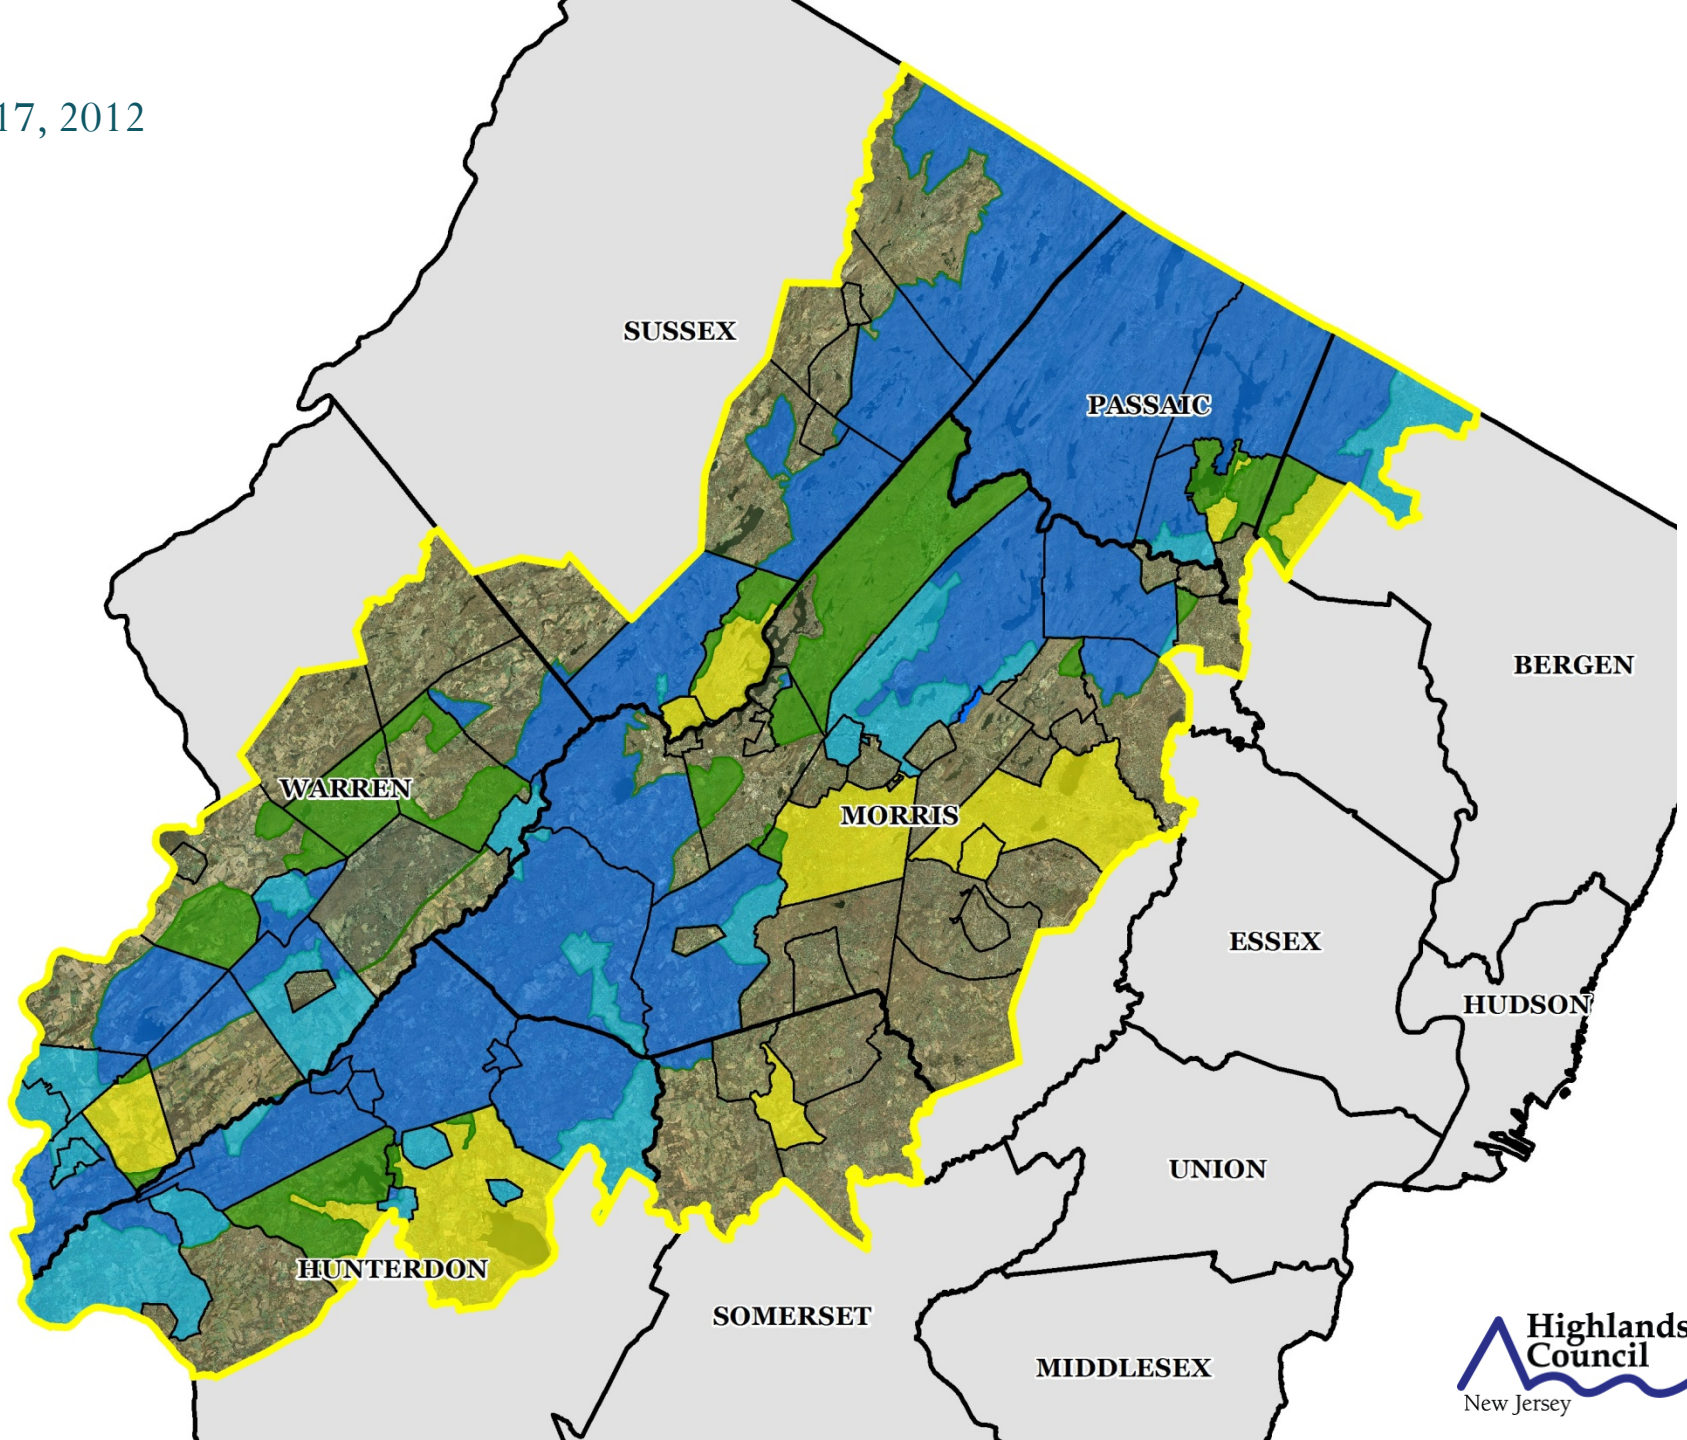 17, 2012
SUSSEX
PASSAIC
BERGEN
WARREN
MORRIS
ESSEX
HUDSON
UNION
HUNTERDON
SOMERSET
MIDDLESEX
Highlands
Council
New Jersey